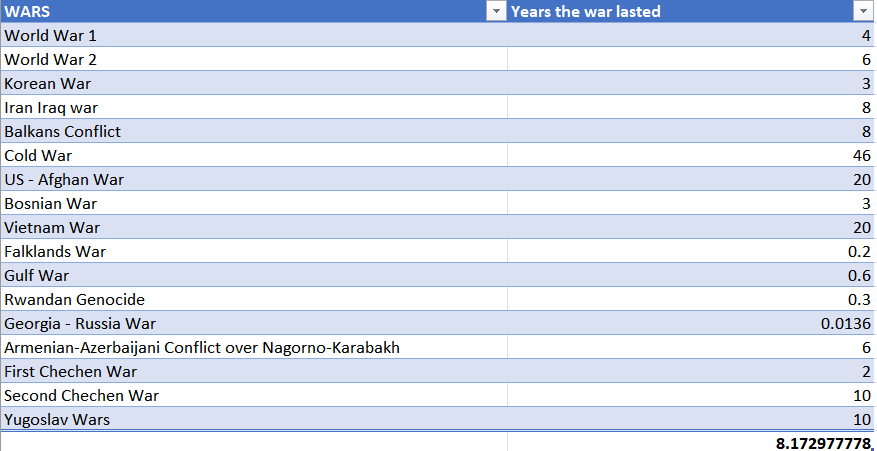 WARS Years the war lasted
World War 1 4
World War 2 6
Korean War 3
Iran Iraq war 8
Balkans Conflict 8
Cold War 46
US - Afghan War 20
Bosnian War 3
Vietnam War 20
Falklands War 0.2
Gulf War 0.6
Rwandan Genocide 0.3
Georgia - Russia War 0.0136
Armenian-Azerbaijani Conflict over Nagorno-Karabakh 6
First Chechen War 2
Second Chechen War 10
Yugoslav Wars 10
8.172977778